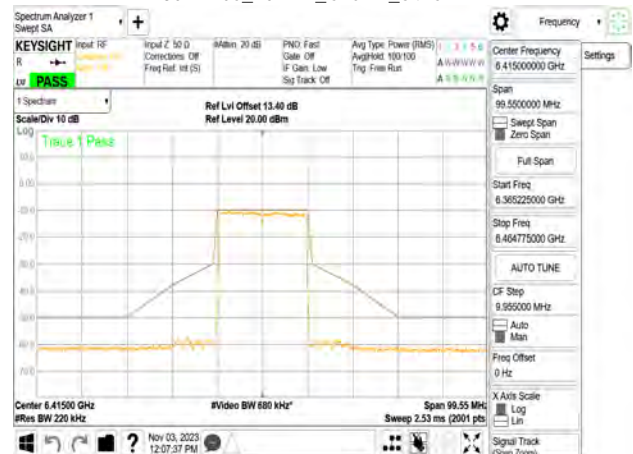 Spectrum Analyzer 1
Swept SA
Frequency
KEYSIGHT
Input: RF
Input Z: 50 Ω
#Atten: 20 dB
PNO: Fast
Avg Type: Power (RMS)
R
Corrections: Off
Gate: Off
Avg|Hold: 100/100
Freq Ref: Int (S)
IF Gain: Low
Trig: Free Run
PASS
Sig Track: Off
Center Frequency
6.415000000 GHz
Settings
1 Spectrum
Ref Lvl Offset 13.40 dB
Scale/Div 10 dB
Ref Level 20.00 dBm
Log
Trace 1 Pass
Span
99.5500000 MHz
Swept Span
Zero Span
Full Span
Start Freq
6.365225000 GHz
Stop Freq
6.464775000 GHz
AUTO TUNE
CF Step
9.955000 MHz
Auto
Man
Freq Offset
0 Hz
X Axis Scale
Log
Lin
Signal Track
(Span Zoom)
Center 6.41500 GHz
#Video BW 680 kHz*
Span 99.55 MHz
#Res BW 220 kHz
Sweep 2.53 ms (2001 pts)
Nov 03, 2023
12:07:37 PM